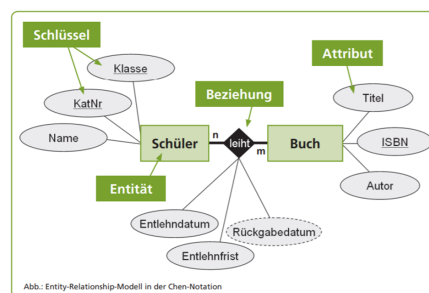 Schlüssel
Klasse
Attribut
Beziehung
KatNr
Titel
Name
n
Schüler
leiht
m
Buch
ISBN
Entität
Autor
Entlehndatum
Rückgabedatum
Entlehnfrist
Abb.: Entity-Relationship-Modell in der Chen-Notation